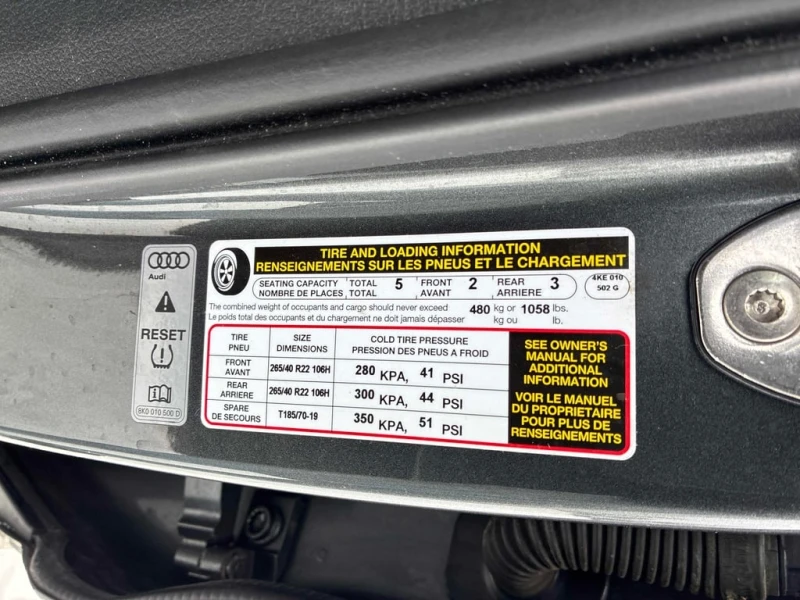 Audi
RESET
8K0 010 500 D
TIRE AND LOADING INFORMATION
RENSEIGNEMENTS SUR LES PNEUS ET LE CHARGEMENT
SEATING CAPACITY TOTAL 5 FRONT 2 REAR 3
NOMBRE DE PLACES TOTAL AVANT ARRIERE
4KE 010
502 G
The combined weight of occupants and cargo should never exceed 480 kg or 1058 lbs.
Le poids total des occupants et du chargement ne doit jamais dépasser kg ou lb.
TIRE SIZE COLD TIRE PRESSURE
PNEU DIMENSIONS PRESSION DES PNEUS A FROID
FRONT
AVANT 265/40 R22 106H 280 KPA, 41 PSI
REAR
ARRIERE 265/40 R22 106H 300 KPA, 44 PSI
SPARE
DE SECOURS T185/70-19 350 KPA, 51 PSI
SEE OWNER'S
MANUAL FOR
ADDITIONAL
INFORMATION
VOIR LE MANUEL
DU PROPRIETAIRE
POUR PLUS DE
RENSEIGNEMENTS